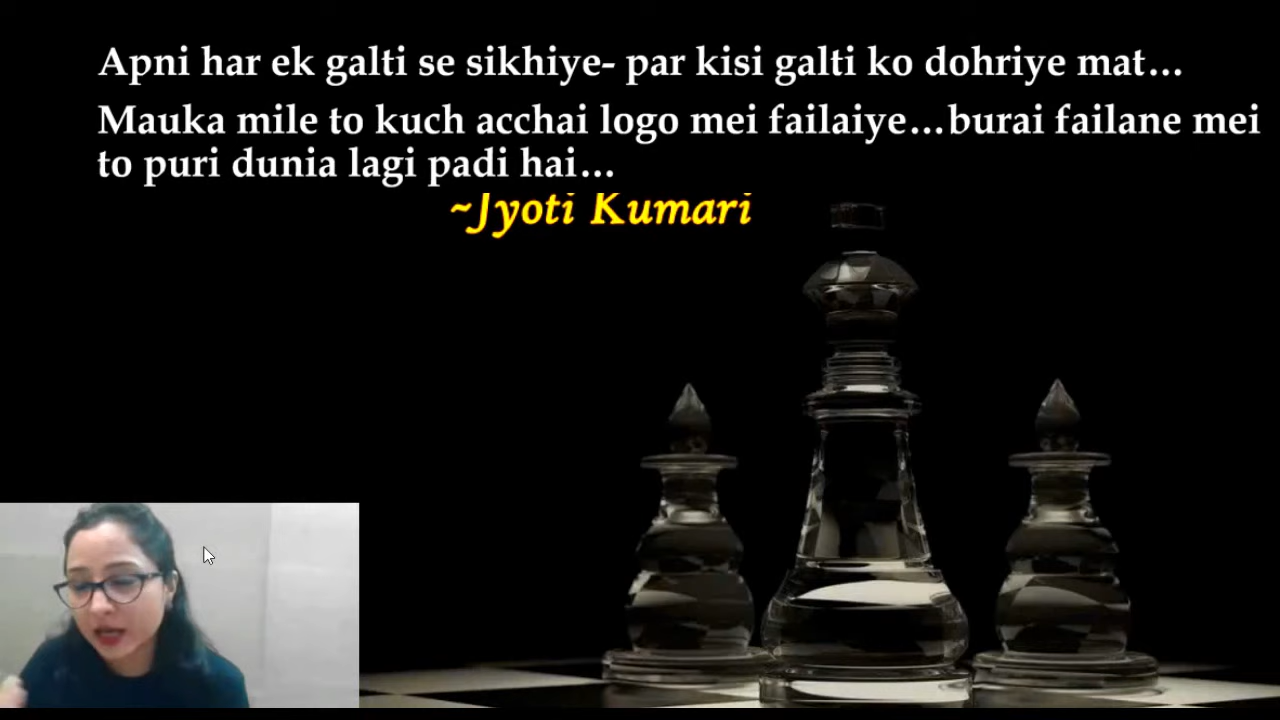 Apni har ek galti se sikhiye- par kisi galti ko dohriye mat…
Mauka mile to kuch acchai logo mei failaiye…burai failane mei
to puri dunia lagi padi hai…
~Jyoti Kumari